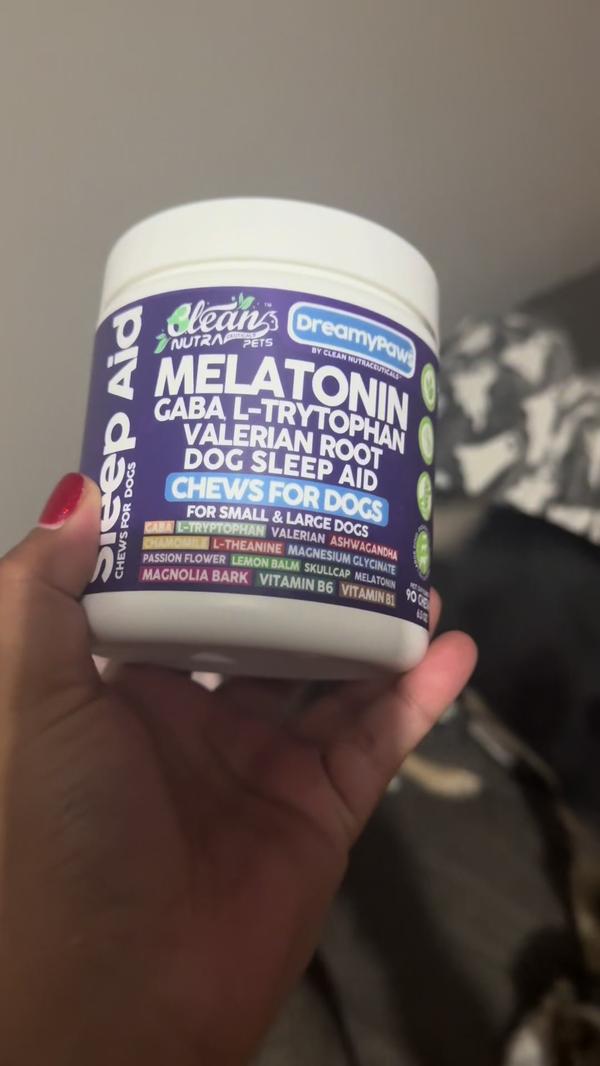 Sleep Aid
CHEWS FOR DOGS
Clean
NUTRA
PETS
DreamyPaws
BY CLEAN NUTRACEUTICALS
MELATONIN
GABA L-TRYTOPHAN
VALERIAN ROOT
DOG SLEEP AID
CHEWS FOR DOGS
FOR SMALL & LARGE DOGS
GABA L-TRYPTOPHAN VALERIAN ASHWAGANDHA
CHAMOMILE L-THEANINE MAGNESIUM GLYCINATE
PASSION FLOWER LEMON BALM SKULLCAP MELATONIN
MAGNOLIA BARK VITAMIN B6 VITAMIN B1
90